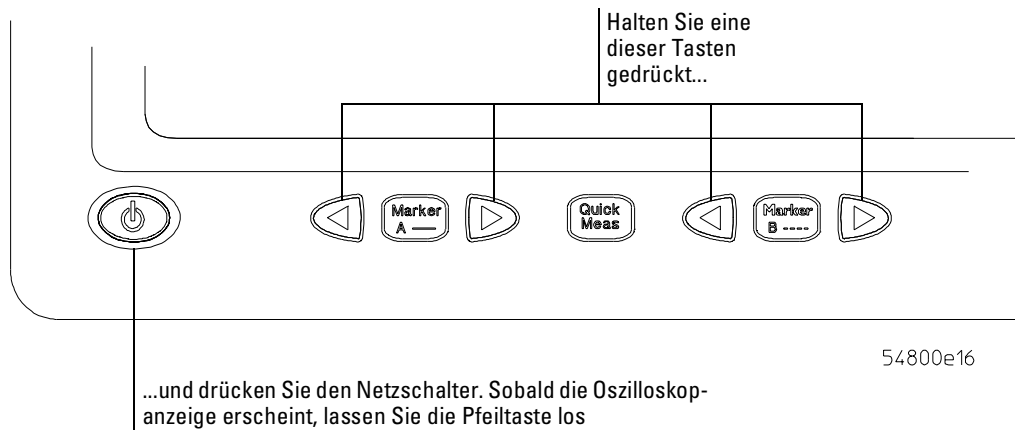 Halten Sie eine
dieser Tasten
gedrückt...
Marker
A —
Quick
Meas
Marker
B ----
54800e16
...und drücken Sie den Netzschalter. Sobald die Oszilloskop-
anzeige erscheint, lassen Sie die Pfeiltaste los